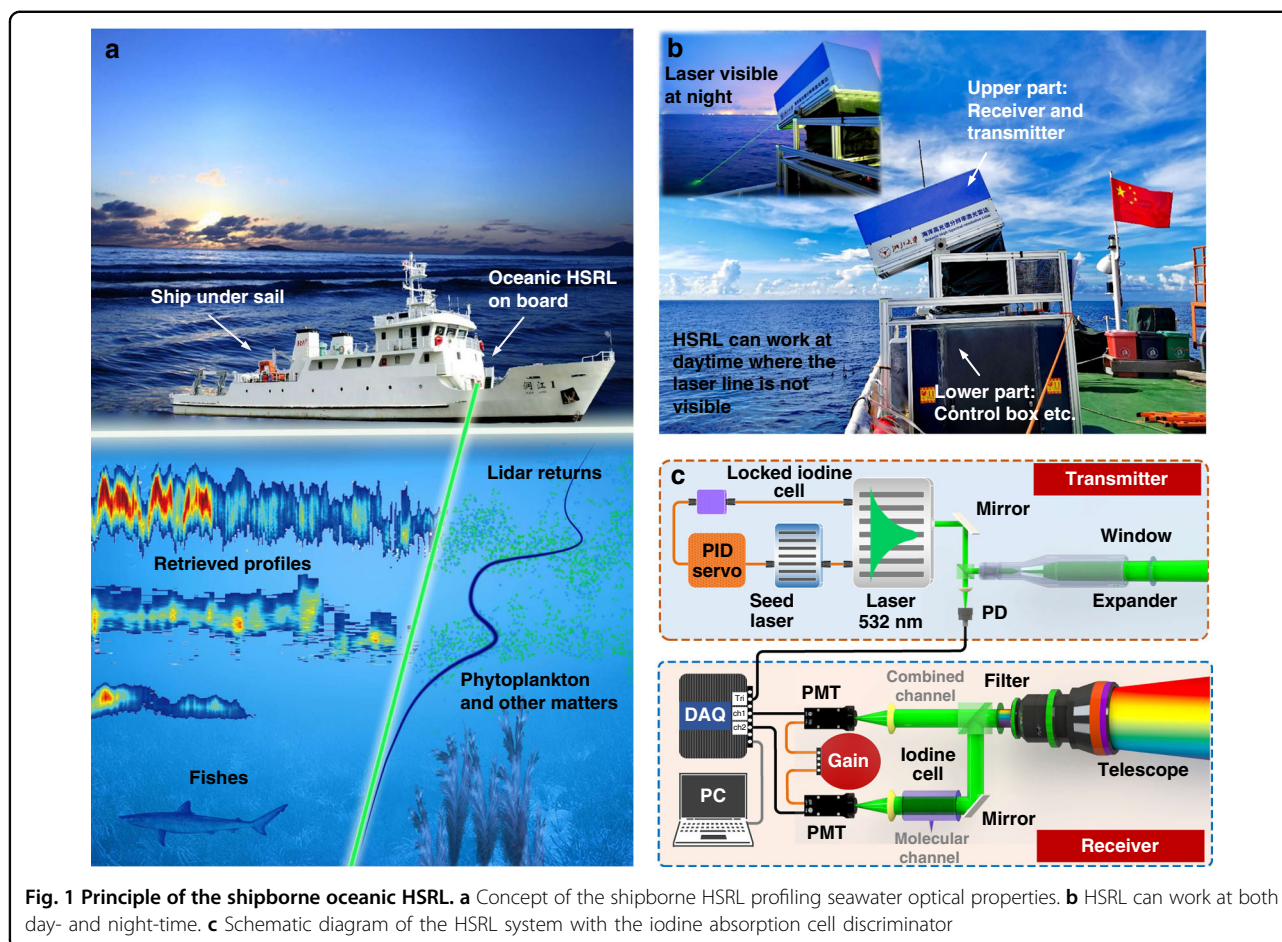 a
Ship under sail
Oceanic HSRL
on board
润江1
Lidar returns
Retrieved profiles
Phytoplankton
and other matters
Fishes
b
Laser visible
at night
Upper part:
Receiver and
transmitter
HSRL can work at
daytime where the
laser line is not
visible
Lower part:
Control box etc.
c
Locked iodine
cell
Transmitter
Mirror
PID
servo
Window
Seed
laser
Laser
532 nm
Expander
PD
Combined
channel
Filter
PMT
Tri
DAQ
ch1
ch2
Gain
Iodine
cell
Telescope
PC
PMT
Mirror
Molecular
channel
Receiver
Fig. 1 Principle of the shipborne oceanic HSRL. a Concept of the shipborne HSRL profiling seawater optical properties. b HSRL can work at both
day- and night-time. c Schematic diagram of the HSRL system with the iodine absorption cell discriminator